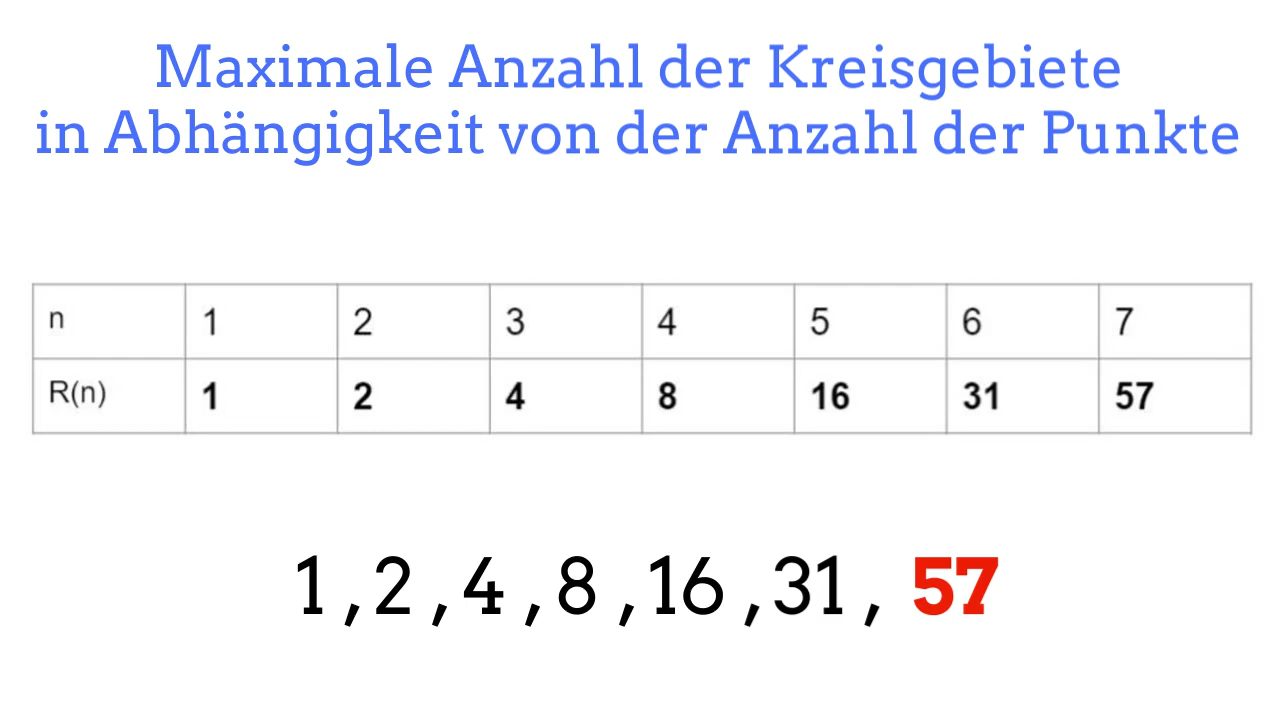 Maximale Anzahl der Kreisgebiete
in Abhängigkeit von der Anzahl der Punkte
n 1 2 3 4 5 6 7
R(n) 1 2 4 8 16 31 57
1 , 2 , 4 , 8 , 16 , 31 , 57